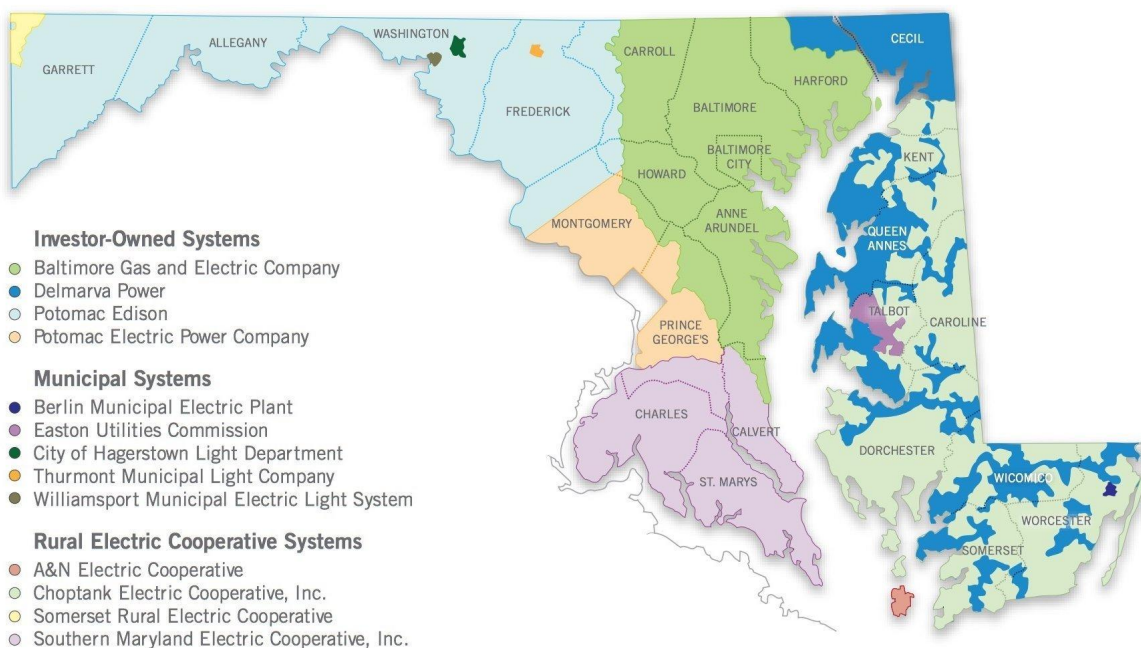 GARRETT
ALLEGANY
WASHINGTON
FREDERICK
CARROLL
BALTIMORE
HARFORD
CECIL
BALTIMORE
CITY
HOWARD
KENT
MONTGOMERY
ANNE
ARUNDEL
QUEEN
ANNES
TALBOT
CAROLINE
PRINCE
GEORGE'S
CHARLES
CALVERT
ST. MARYS
DORCHESTER
WICOMICO
WORCESTER
SOMERSET
Investor-Owned Systems
Baltimore Gas and Electric Company
Delmarva Power
Potomac Edison
Potomac Electric Power Company
Municipal Systems
Berlin Municipal Electric Plant
Easton Utilities Commission
City of Hagerstown Light Department
Thurmont Municipal Light Company
Williamsport Municipal Electric Light System
Rural Electric Cooperative Systems
A&N Electric Cooperative
Choptank Electric Cooperative, Inc.
Somerset Rural Electric Cooperative
Southern Maryland Electric Cooperative, Inc.